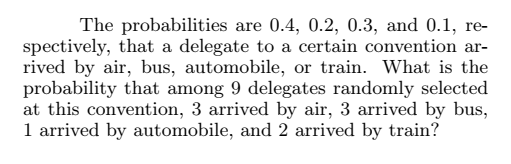 The probabilities are 0.4, 0.2, 0.3, and 0.1, re-
spectively, that a delegate to a certain convention ar-
rived by air, bus, automobile, or train. What is the
probability that among 9 delegates randomly selected
at this convention, 3 arrived by air, 3 arrived by bus,
1 arrived by automobile, and 2 arrived by train?